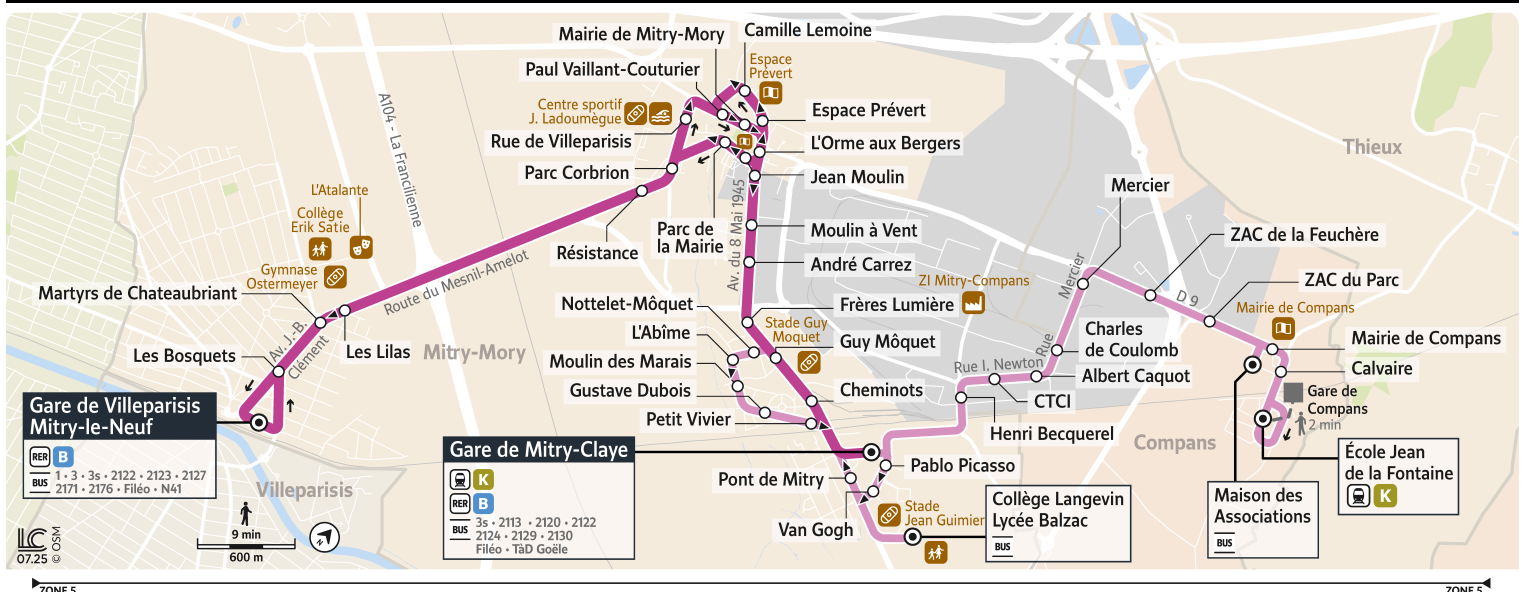 Camille Lemoine
Mairie de Mitry-Mory
Paul Vaillant-Couturier
Espace
Prévert
Centre sportif
J. Ladoumègue
Rue de Villeparisis
Parc Corbrion
Espace Prévert
L'Orme aux Bergers
Jean Moulin
Thieux
A104 - La Francilienne
L'Atalante
Collège
Erik Satie
Gymnase
Ostermeyer
Martyrs de Chateaubriant
Résistance
Parc de
la Mairie
Av. du 8 Mai 1945
Moulin à Vent
André Carrez
Mercier
ZAC de la Feuchère
ZAC du Parc
Route du Mesnil-Amelot
ZI Mitry-Compans
Rue Mercier
D 9
Mairie de Compans
Nottelet-Môquet
Frères Lumière
L'Abîme
Stade Guy
Moquet
Guy Môquet
Charles
de Coulomb
Mairie de Compans
Les Bosquets
Av. J.-B.
Clément
Les Lilas
Mitry-Mory
Moulin des Marais
Rue I. Newton
Albert Caquot
Calvaire
Gustave Dubois
Cheminots
CTCI
Gare de
Compans
2 min
Petit Vivier
Henri Becquerel
Compans
Gare de Villeparisis
Mitry-le-Neuf
RER B
BUS
1 • 3 • 3s • 2122 • 2123 • 2127
2171 • 2176 • Filéo • N41
Villeparisis
Gare de Mitry-Claye
K
RER B
BUS
3s • 2113 • 2120 • 2122
2124 • 2129 • 2130
Filéo • TàD Goële
Pont de Mitry
Pablo Picasso
Van Gogh
Stade
Jean Guimier
Collège Langevin
Lycée Balzac
BUS
Maison des
Associations
BUS
École Jean
de la Fontaine
K
9 min
600 m
LC
07.25
© OSM
ZONE 5
ZONE 5